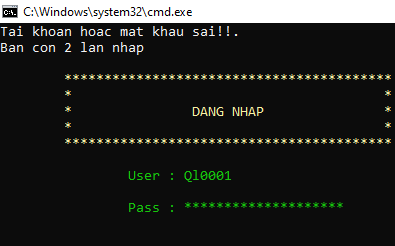 C:\Windows\system32\cmd.exe
Tai khoan hoac mat khau sai!!.
Ban con 2 lan nhap
*****************************************
* *
* DANG NHAP *
* *
*****************************************
User : Ql0001
Pass : ********************